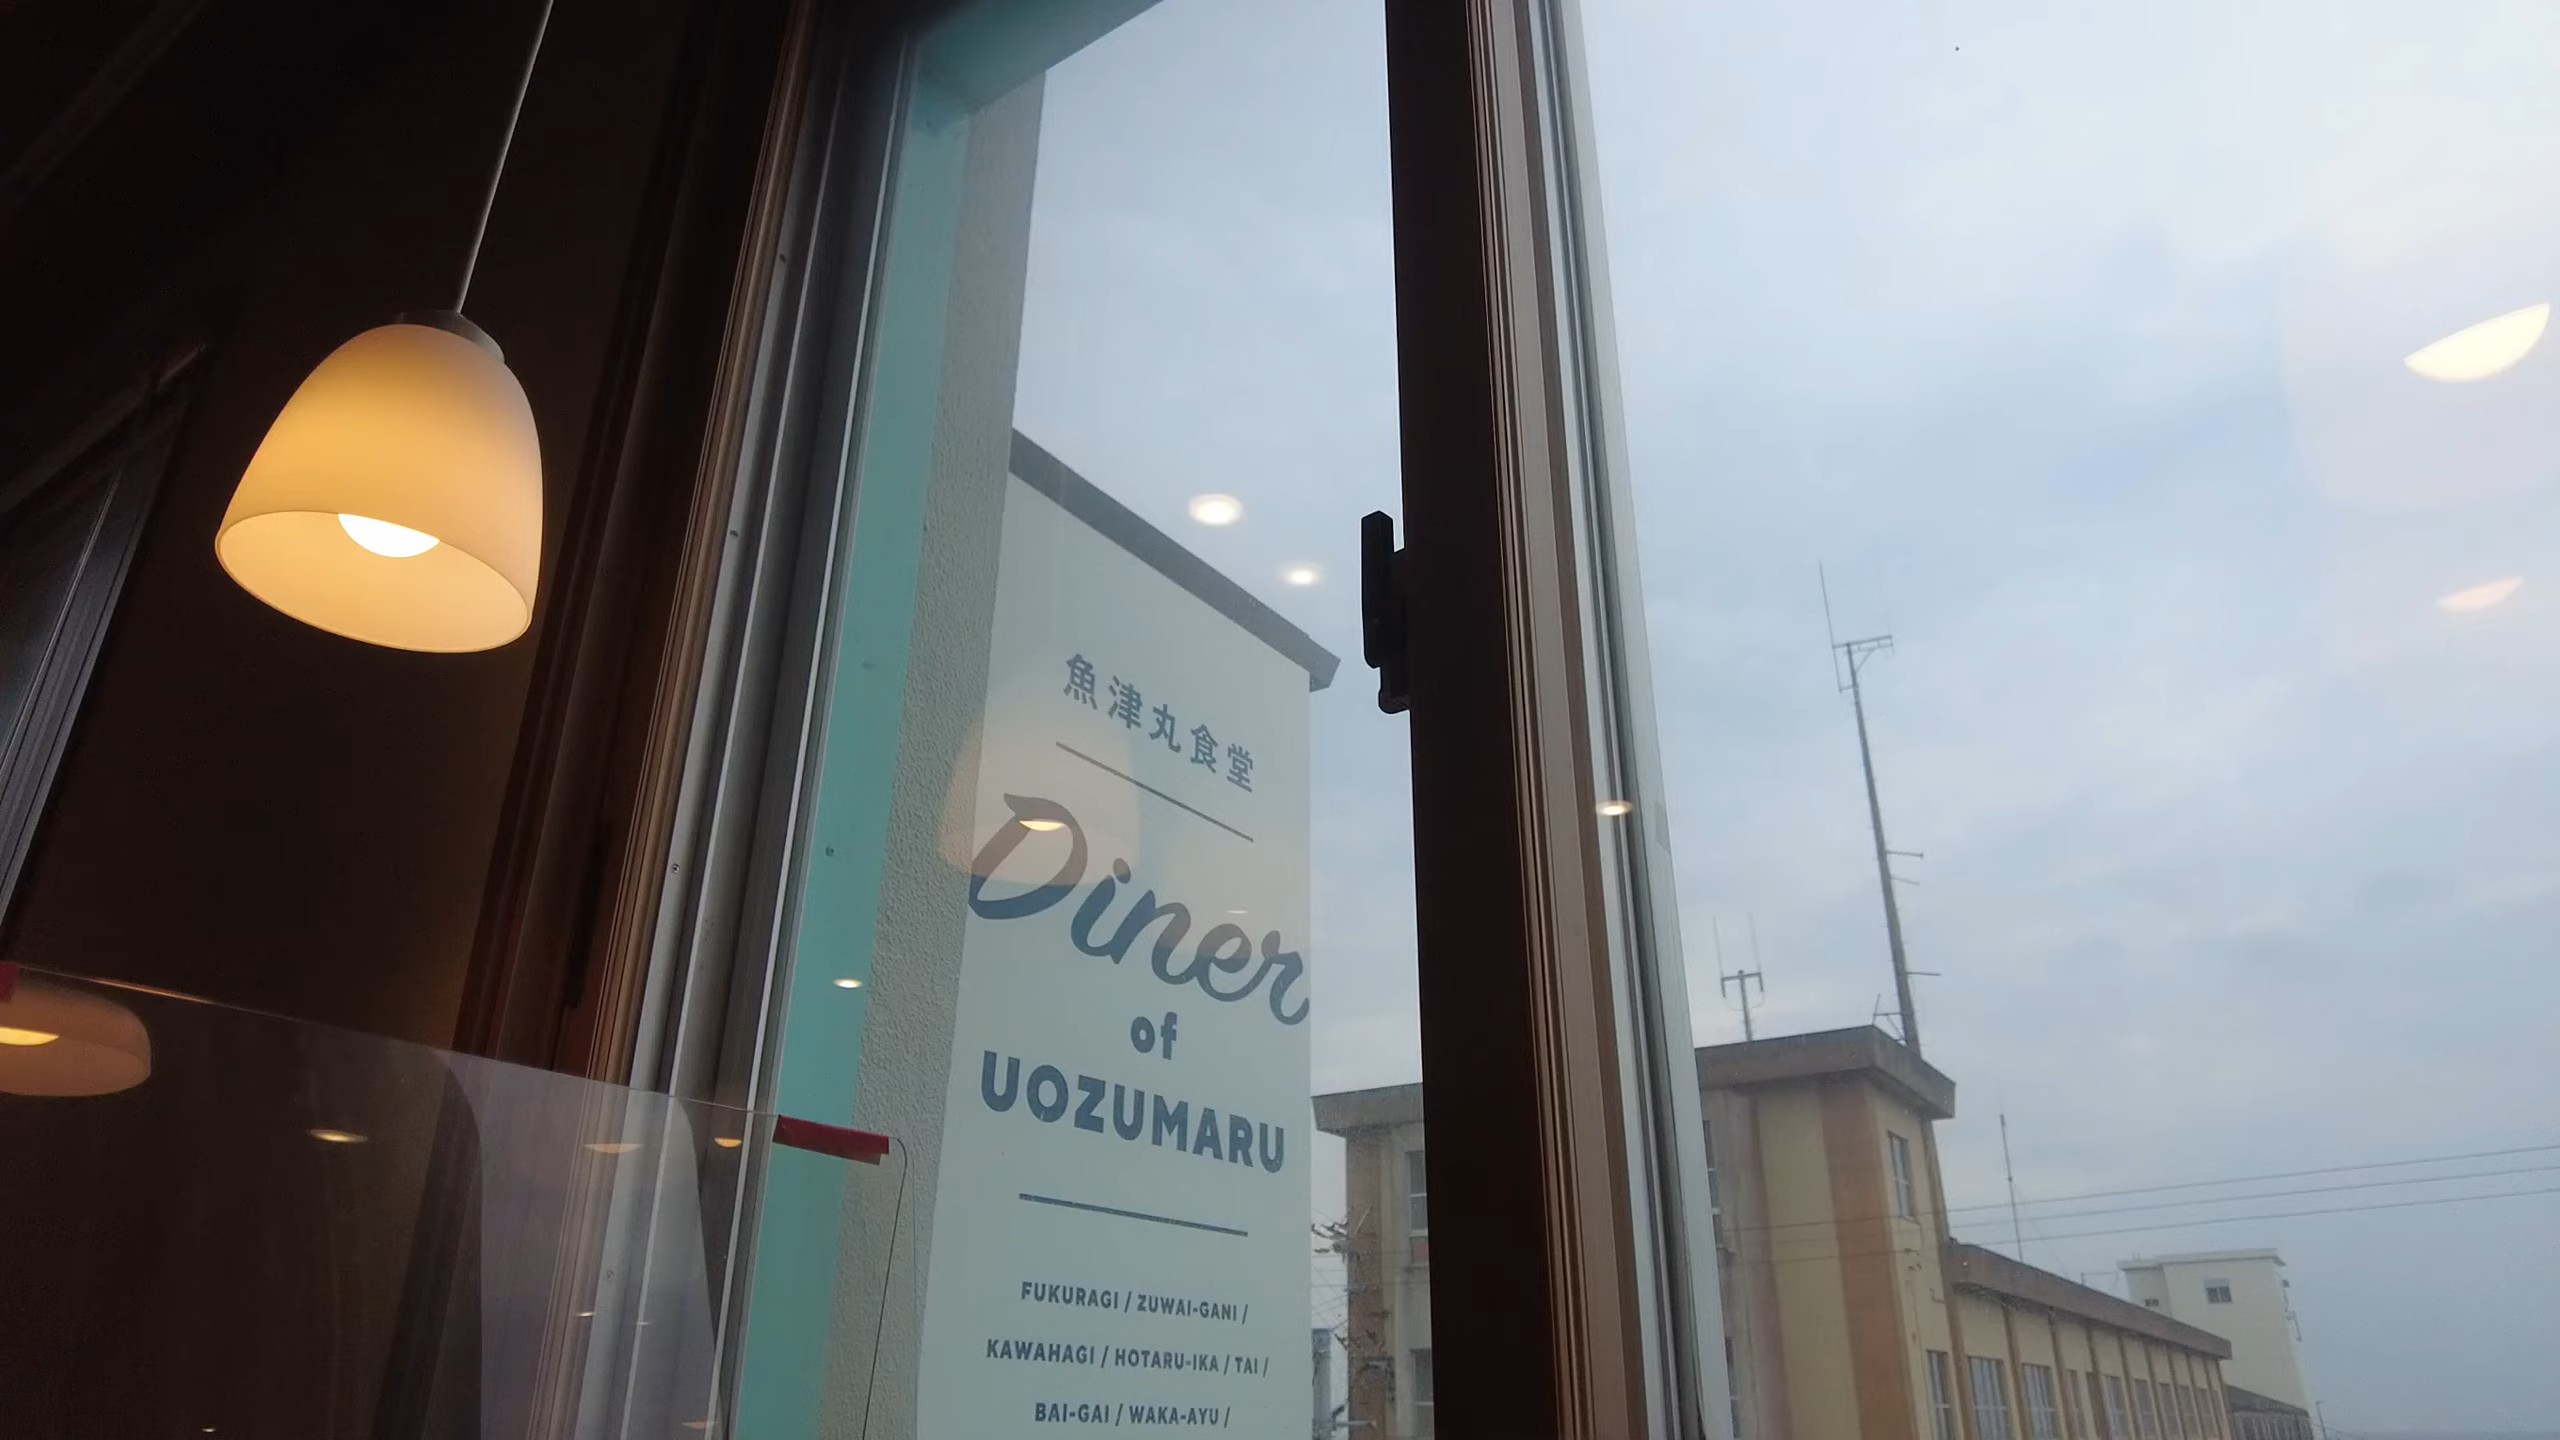 魚津丸食堂
Diner
of
UOZUMARU
FUKURAGI / ZUWAI-GANI /
KAWAHAGI / HOTARU-IKA / TAI /
BAI-GAI / WAKA-AYU /